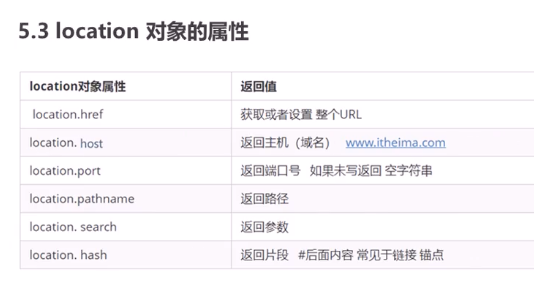 5.3 location 对象的属性
location对象属性 返回值
location.href 获取或者设置 整个URL
location. host 返回主机（域名） www.itheima.com
location.port 返回端口号 如果未写返回 空字符串
location.pathname 返回路径
location. search 返回参数
location. hash 返回片段 #后面内容 常见于链接 锚点